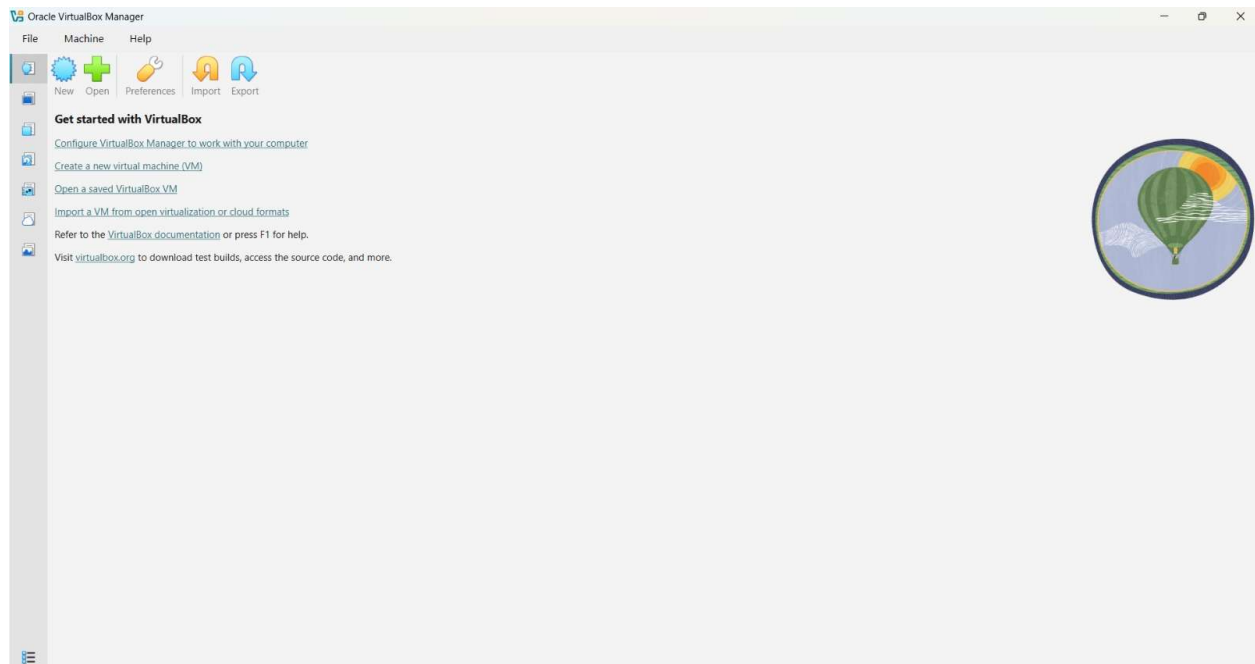 Oracle VirtualBox Manager
File Machine Help
New Open Preferences Import Export
Get started with VirtualBox
Configure VirtualBox Manager to work with your computer
Create a new virtual machine (VM)
Open a saved VirtualBox VM
Import a VM from open virtualization or cloud formats
Refer to the VirtualBox documentation or press F1 for help.
Visit virtualbox.org to download test builds, access the source code, and more.